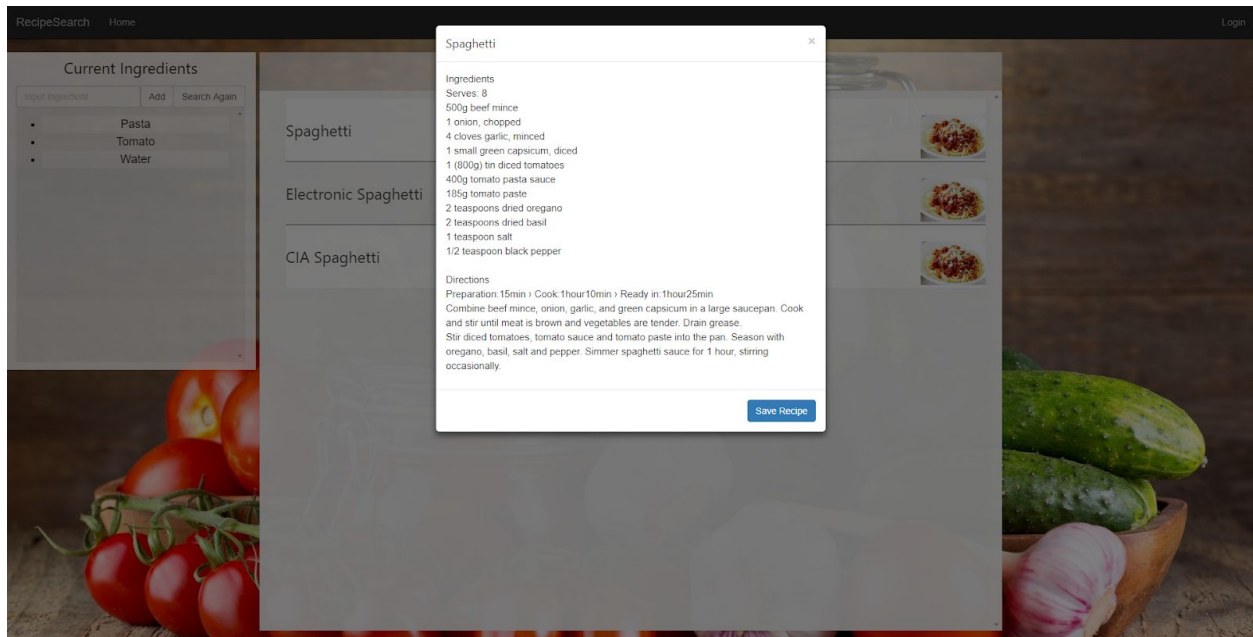 RecipeSearch Home Login
Current Ingredients
Input Ingredient Add Search Again
Pasta
Tomato
Water
Spaghetti
Electronic Spaghetti
CIA Spaghetti
Spaghetti ×
Ingredients
Serves: 8
500g beef mince
1 onion, chopped
4 cloves garlic, minced
1 small green capsicum, diced
1 (800g) tin diced tomatoes
400g tomato pasta sauce
185g tomato paste
2 teaspoons dried oregano
2 teaspoons dried basil
1 teaspoon salt
1/2 teaspoon black pepper
Directions
Preparation:15min › Cook:1hour10min › Ready in:1hour25min
Combine beef mince, onion, garlic, and green capsicum in a large saucepan. Cook
and stir until meat is brown and vegetables are tender. Drain grease.
Stir diced tomatoes, tomato sauce and tomato paste into the pan. Season with
oregano, basil, salt and pepper. Simmer spaghetti sauce for 1 hour, stirring
occasionally.
Save Recipe